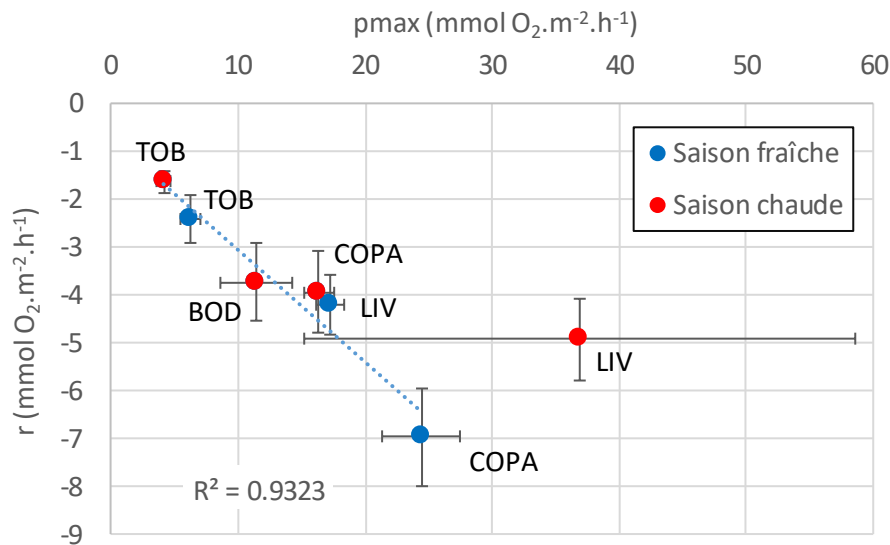 pmax (mmol O₂.m⁻².h⁻¹)
0 10 20 30 40 50 60
0
-1
-2
-3
-4
-5
-6
-7
-8
-9
r (mmol O₂.m⁻².h⁻¹)
Saison fraîche
Saison chaude
TOB
TOB
COPA
BOD
LIV
LIV
COPA
R² = 0.9323